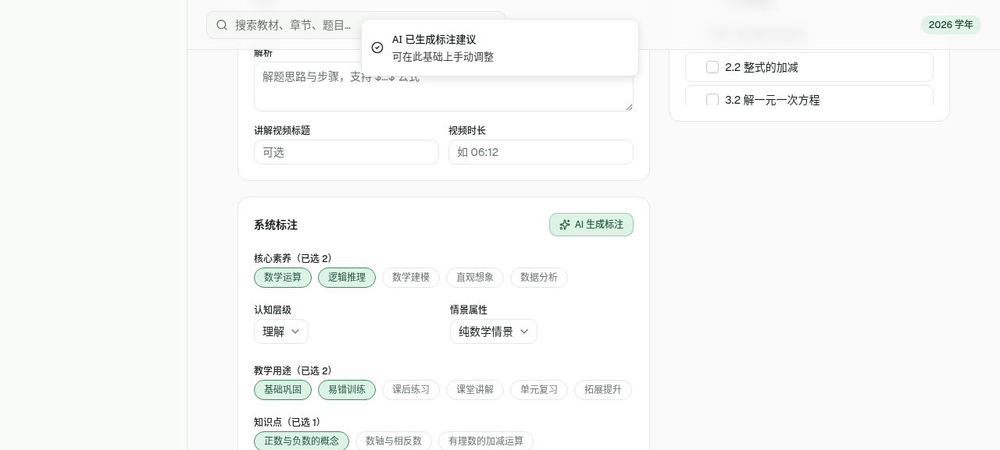 搜索教材、章节、题目…
AI 已生成标注建议
可在此基础上手动调整
2026 学年
解析
解题思路与步骤，支持 $...$ 公式
讲解视频标题
视频时长
可选
如 06:12
2.2 整式的加减
3.2 解一元一次方程
系统标注
AI 生成标注
核心素养（已选 2）
数学运算
逻辑推理
数学建模
直观想象
数据分析
认知层级
情景属性
理解
纯数学情景
教学用途（已选 2）
基础巩固
易错训练
课后练习
课堂讲解
单元复习
拓展提升
知识点（已选 1）
正数与负数的概念
数轴与相反数
有理数的加减运算